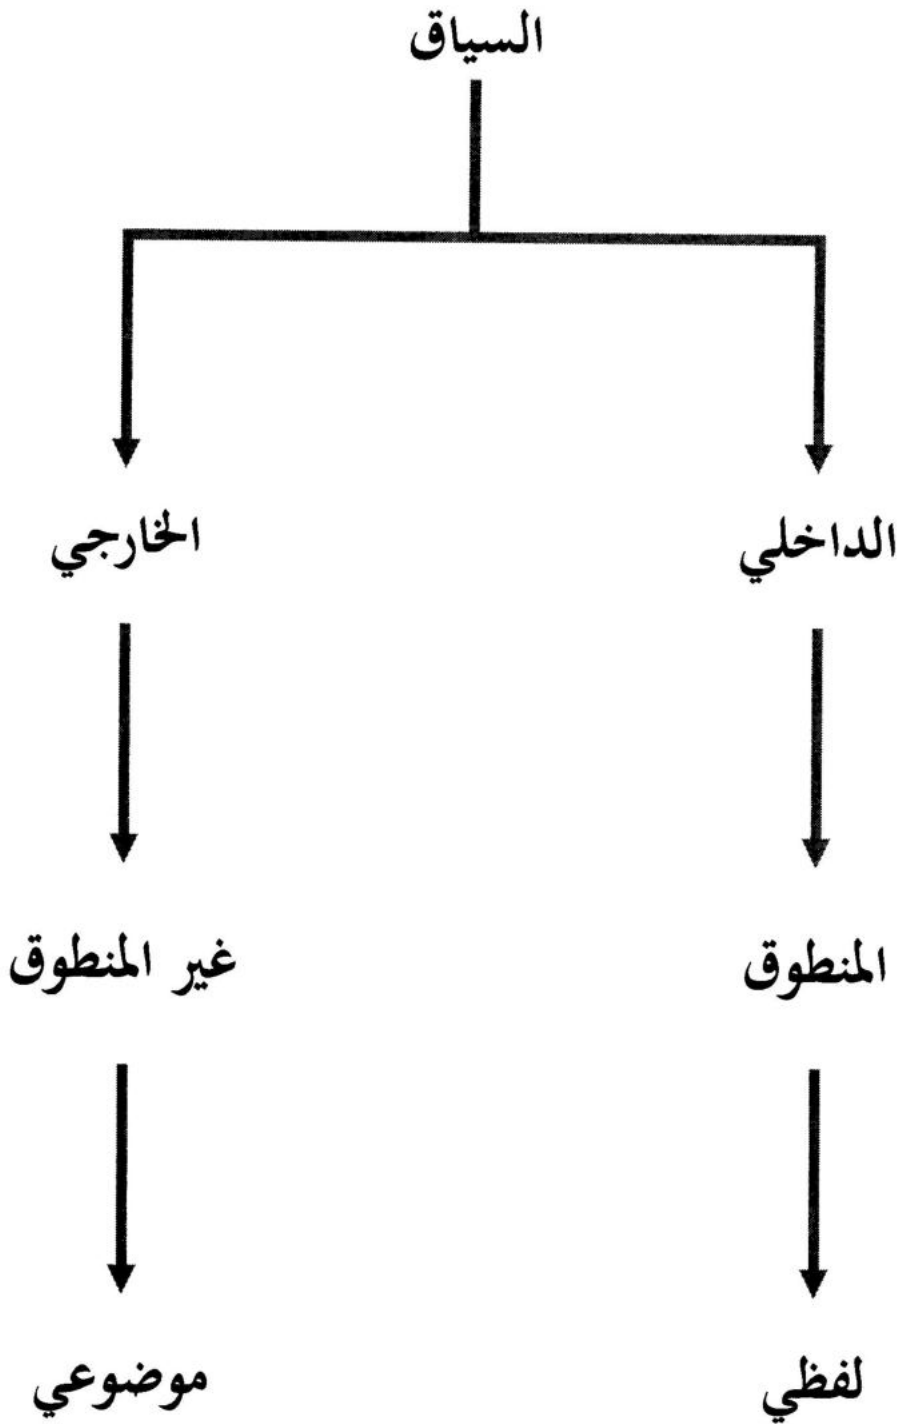 السياق
الداخلي
الخارجي
المنطوق
غير المنطوق
لفظي
موضوعي